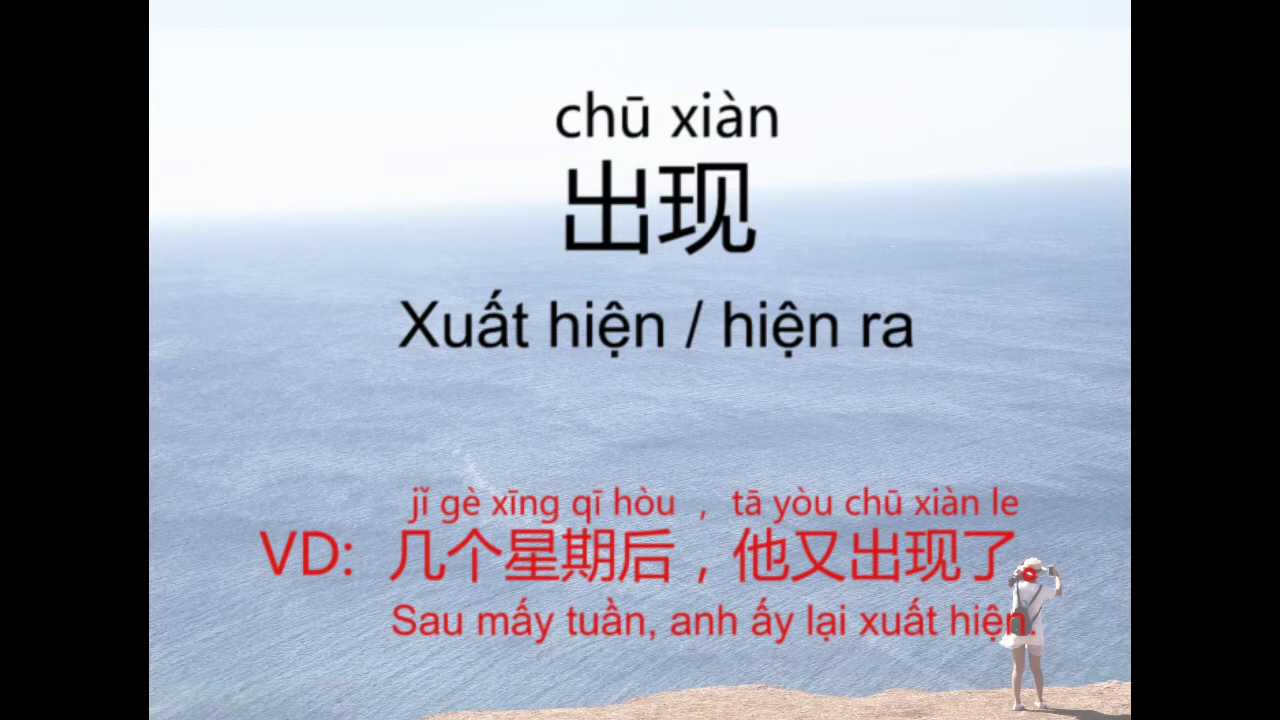 chū xiàn
出现
Xuất hiện / hiện ra
jǐ gè xīng qī hòu ， tā yòu chū xiàn le
VD: 几个星期后，他又出现了。
Sau mấy tuần, anh ấy lại xuất hiện.